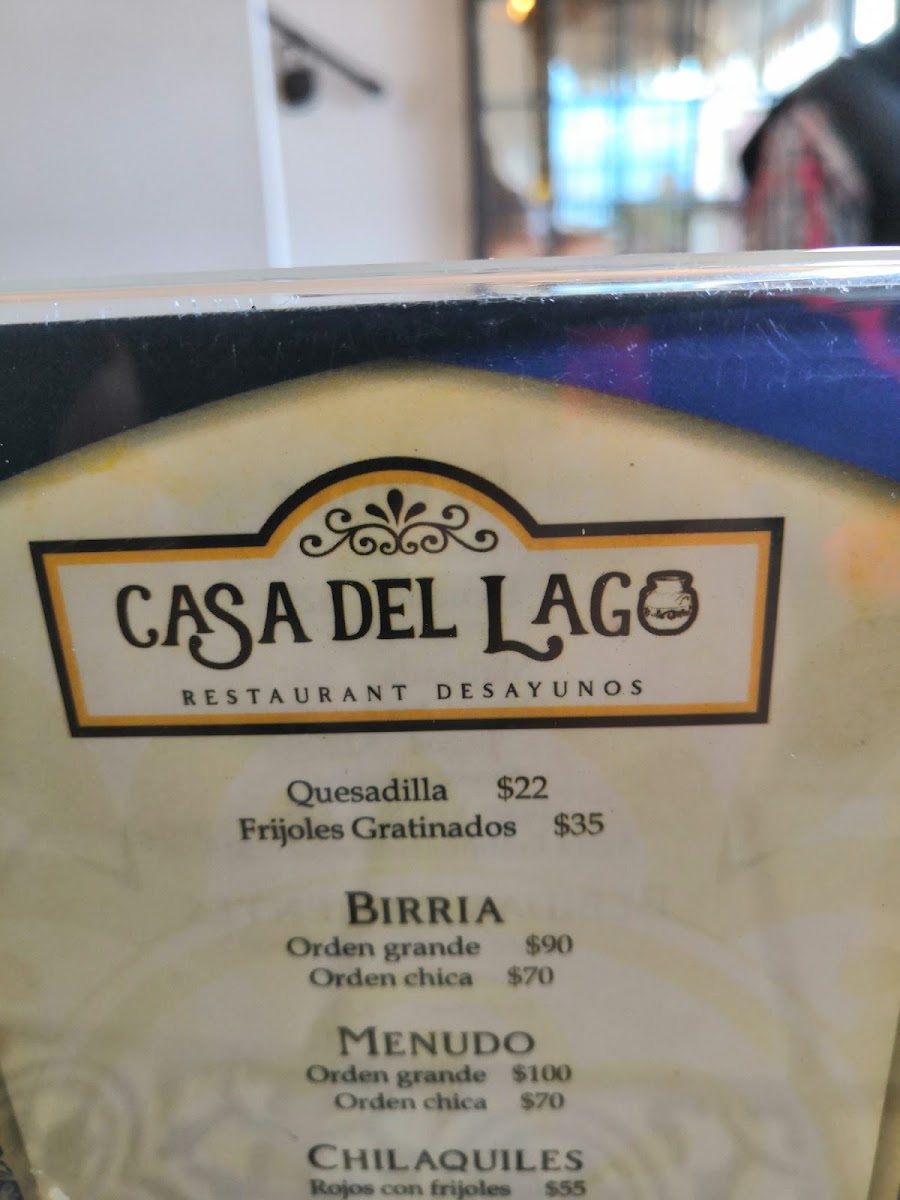 CASA DEL LAGO
RESTAURANT DESAYUNOS
Quesadilla $22
Frijoles Gratinados $35
BIRRIA
Orden grande $90
Orden chica $70
MENUDO
Orden grande $100
Orden chica $70
CHILAQUILES
Rojos con frijoles $55